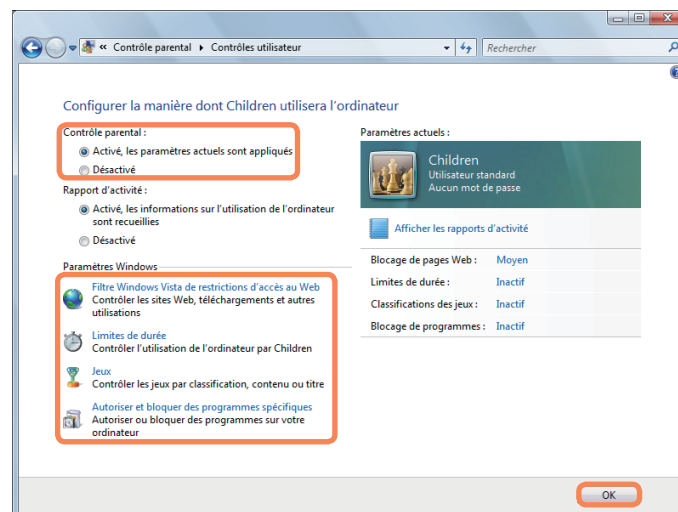 « Contrôle parental ▸ Contrôles utilisateur
Rechercher
Configurer la manière dont Children utilisera l'ordinateur
Contrôle parental :
Activé, les paramètres actuels sont appliqués
Désactivé
Rapport d'activité :
Activé, les informations sur l'utilisation de l'ordinateur
sont recueillies
Désactivé
Paramètres Windows
Filtre Windows Vista de restrictions d'accès au Web
Contrôler les sites Web, téléchargements et autres
utilisations
Limites de durée
Contrôler l'utilisation de l'ordinateur par Children
Jeux
Contrôler les jeux par classification, contenu ou titre
Autoriser et bloquer des programmes spécifiques
Autoriser ou bloquer des programmes sur votre
ordinateur
Paramètres actuels :
Children
Utilisateur standard
Aucun mot de passe
Afficher les rapports d'activité
Blocage de pages Web : Moyen
Limites de durée : Inactif
Classifications des jeux : Inactif
Blocage de programmes : Inactif
OK